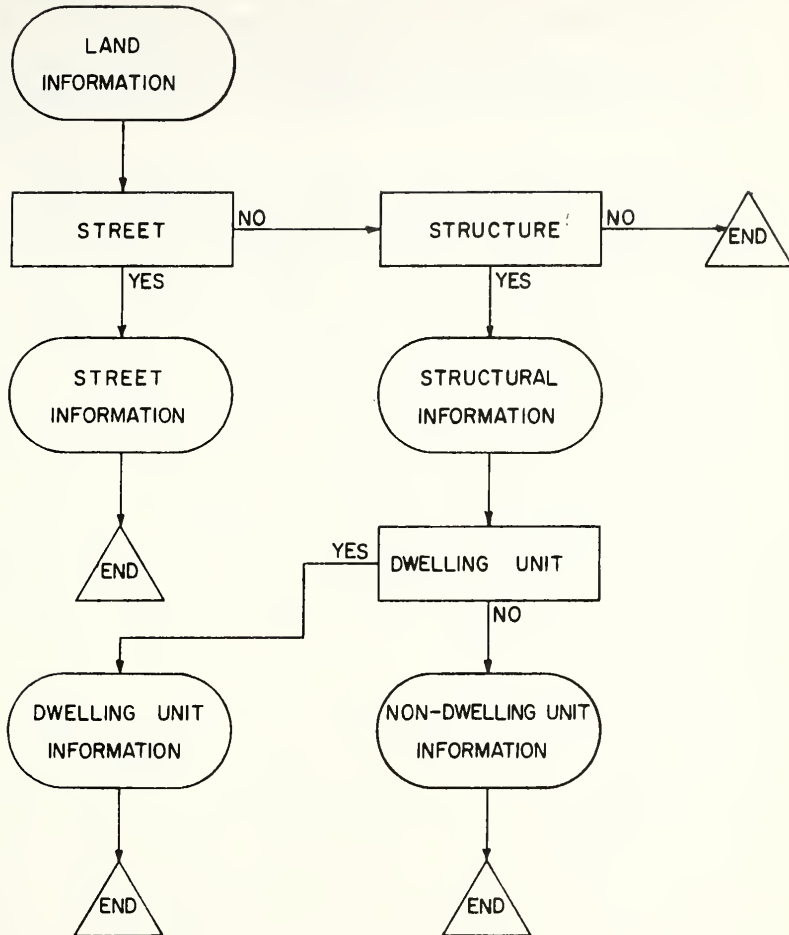 LAND
INFORMATION
STREET
NO
STRUCTURE
NO
END
YES
YES
STREET
INFORMATION
STRUCTURAL
INFORMATION
END
YES
DWELLING UNIT
NO
DWELLING UNIT
INFORMATION
NON-DWELLING UNIT
INFORMATION
END
END